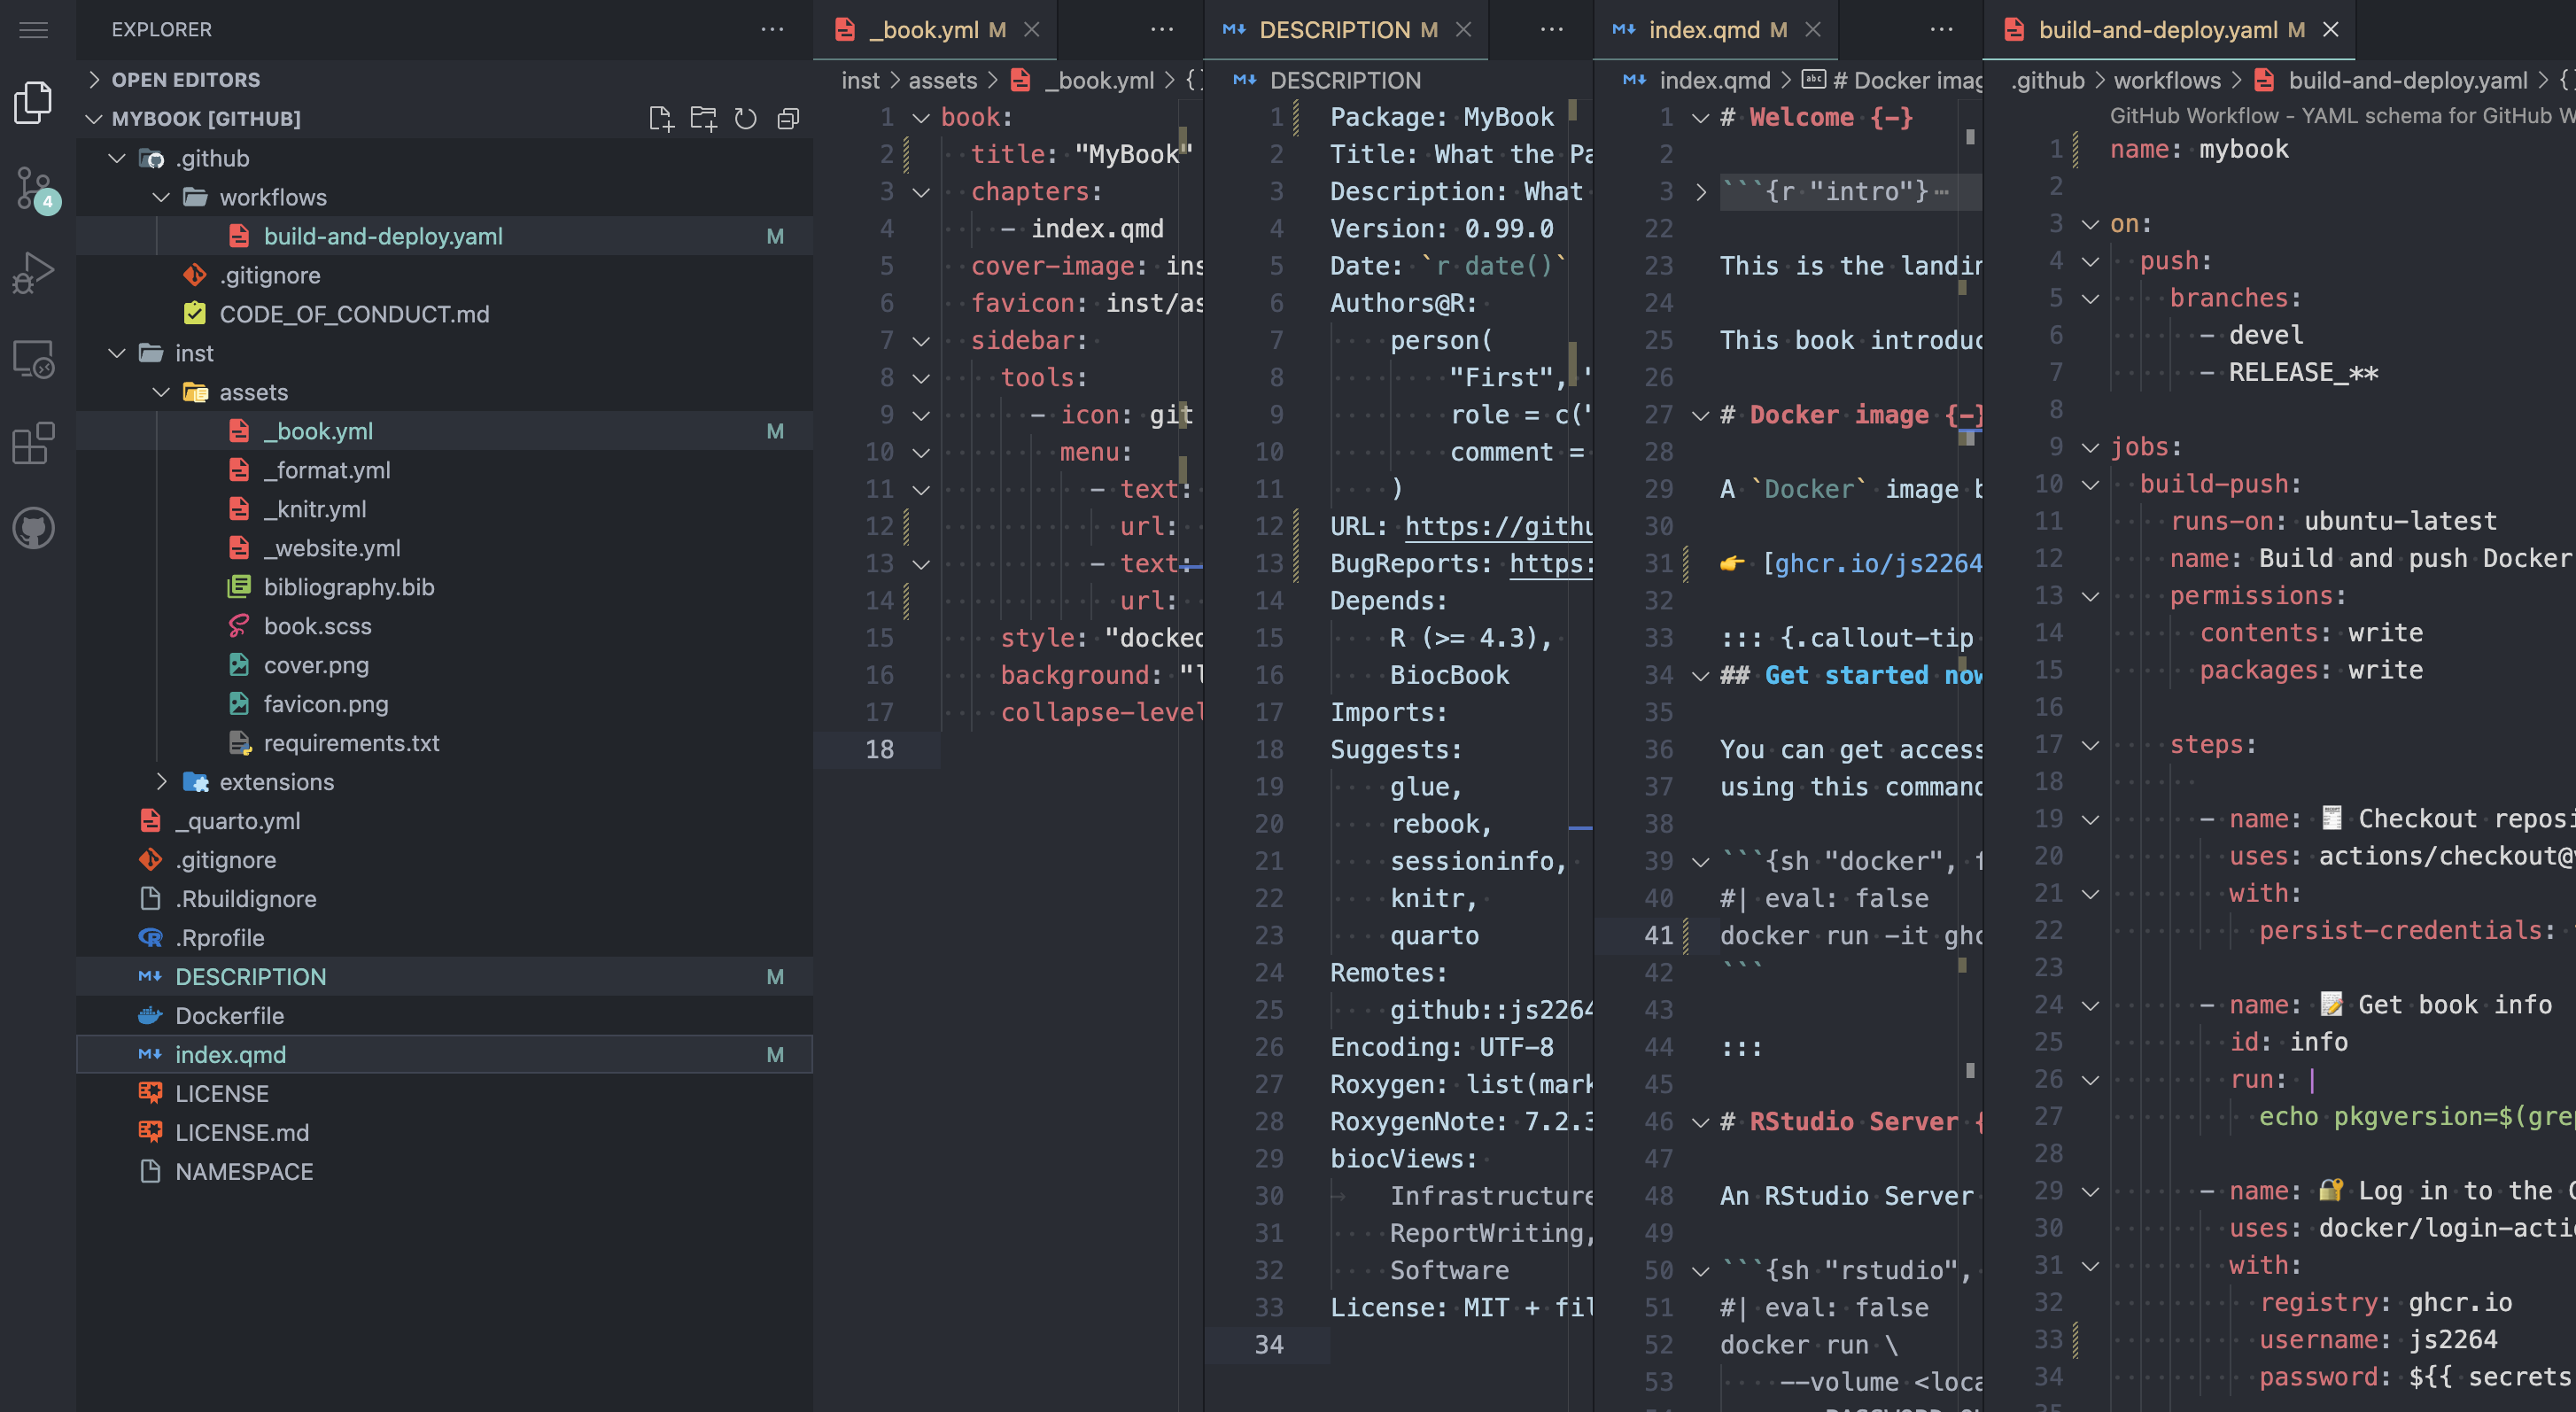 EXPLORER
OPEN EDITORS
MYBOOK [GITHUB]
.github
workflows
build-and-deploy.yaml M
.gitignore
CODE_OF_CONDUCT.md
inst
assets
_book.yml M
_format.yml
_knitr.yml
_website.yml
bibliography.bib
book.scss
cover.png
favicon.png
requirements.txt
extensions
_quarto.yml
.gitignore
.Rbuildignore
.Rprofile
DESCRIPTION M
Dockerfile
index.qmd M
LICENSE
LICENSE.md
NAMESPACE
4
_book.yml M
inst > assets > _book.yml > {}
1 book:
2 title: "MyBook"
3 chapters:
4 - index.qmd
5 cover-image: ins
6 favicon: inst/as
7 sidebar:
8 tools:
9 - icon: git
10 menu:
11 - text:
12 url:
13 - text:
14 url:
15 style: "docked
16 background: "l
17 collapse-level
18
DESCRIPTION M
DESCRIPTION
1 Package: MyBook
2 Title: What the Pa
3 Description: What
4 Version: 0.99.0
5 Date: `r date()`
6 Authors@R:
7 person(
8 "First", "
9 role = c("
10 comment =
11 )
12 URL: https://githu
13 BugReports: https:
14 Depends:
15 R (>= 4.3),
16 BiocBook
17 Imports:
18 Suggests:
19 glue,
20 rebook,
21 sessioninfo,
22 knitr,
23 quarto
24 Remotes:
25 github::js2264
26 Encoding: UTF-8
27 Roxygen: list(mark
28 RoxygenNote: 7.2.3
29 biocViews:
30 Infrastructure
31 ReportWriting,
32 Software
33 License: MIT + fil
34
index.qmd M
index.qmd > # Docker imag
1 # Welcome {-}
2
3 ```{r "intro"}
22
23 This is the landin
24
25 This book introduc
26
27 # Docker image {-}
28
29 A `Docker` image b
30
31 👉 [ghcr.io/js2264
32
33 ::: {.callout-tip
34 ## Get started now
35
36 You can get access
37 using this command
38
39 ```{sh "docker", f
40 #| eval: false
41 docker run -it ghc
42 ```
43
44 :::
45
46 # RStudio Server {
47
48 An RStudio Server
49
50 ```{sh "rstudio",
51 #| eval: false
52 docker run \
53 --volume <loca
build-and-deploy.yaml M
.github > workflows > build-and-deploy.yaml > {}
GitHub Workflow - YAML schema for GitHub W
1 name: mybook
2
3 on:
4 push:
5 branches:
6 - devel
7 - RELEASE_**
8
9 jobs:
10 build-push:
11 runs-on: ubuntu-latest
12 name: Build and push Docker
13 permissions:
14 contents: write
15 packages: write
16
17 steps:
18
19 - name: 🧾 Checkout reposi
20 uses: actions/checkout@v
21 with:
22 persist-credentials:
23
24 - name: 📝 Get book info
25 id: info
26 run: |
27 echo pkgversion=$(grep
28
29 - name: 🔐 Log in to the
30 uses: docker/login-acti
31 with:
32 registry: ghcr.io
33 username: js2264
34 password: ${{ secrets